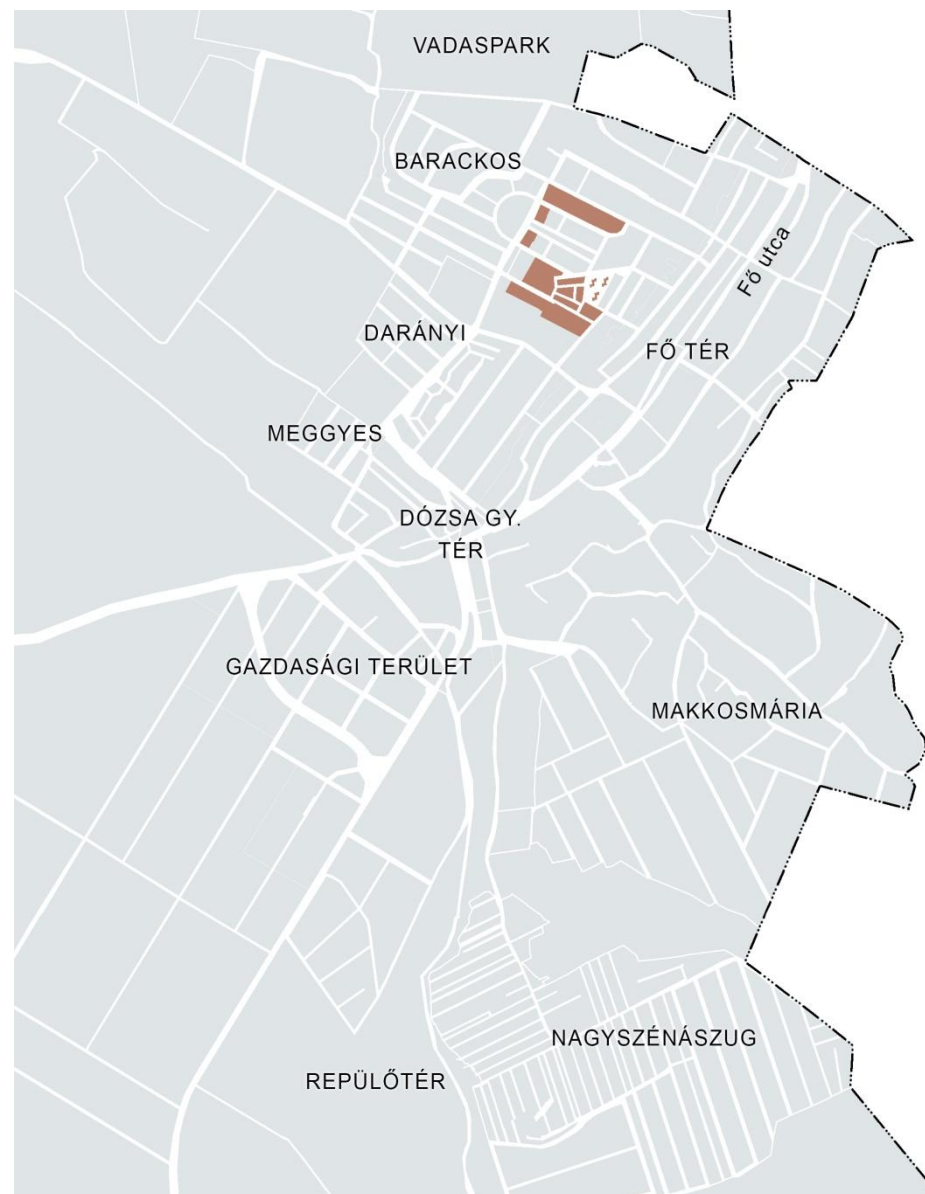 VADASPARK
BARACKOS
Fő utca
DARÁNYI
FŐ TÉR
MEGGYES
DÓZSA GY.
TÉR
GAZDASÁGI TERÜLET
MAKKOSMÁRIA
NAGYSZÉNÁSZUG
REPÜLŐTÉR